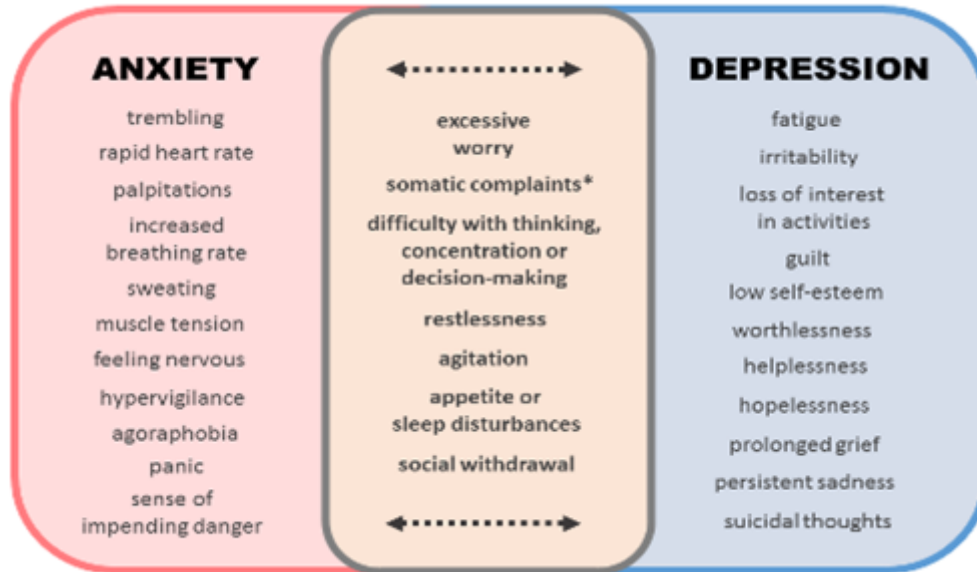 ANXIETY
trembling
rapid heart rate
palpitations
increased
breathing rate
sweating
muscle tension
feeling nervous
hypervigilance
agoraphobia
panic
sense of
impending danger
excessive
worry
somatic complaints*
difficulty with thinking,
concentration or
decision-making
restlessness
agitation
appetite or
sleep disturbances
social withdrawal
DEPRESSION
fatigue
irritability
loss of interest
in activities
guilt
low self-esteem
worthlessness
helplessness
hopelessness
prolonged grief
persistent sadness
suicidal thoughts